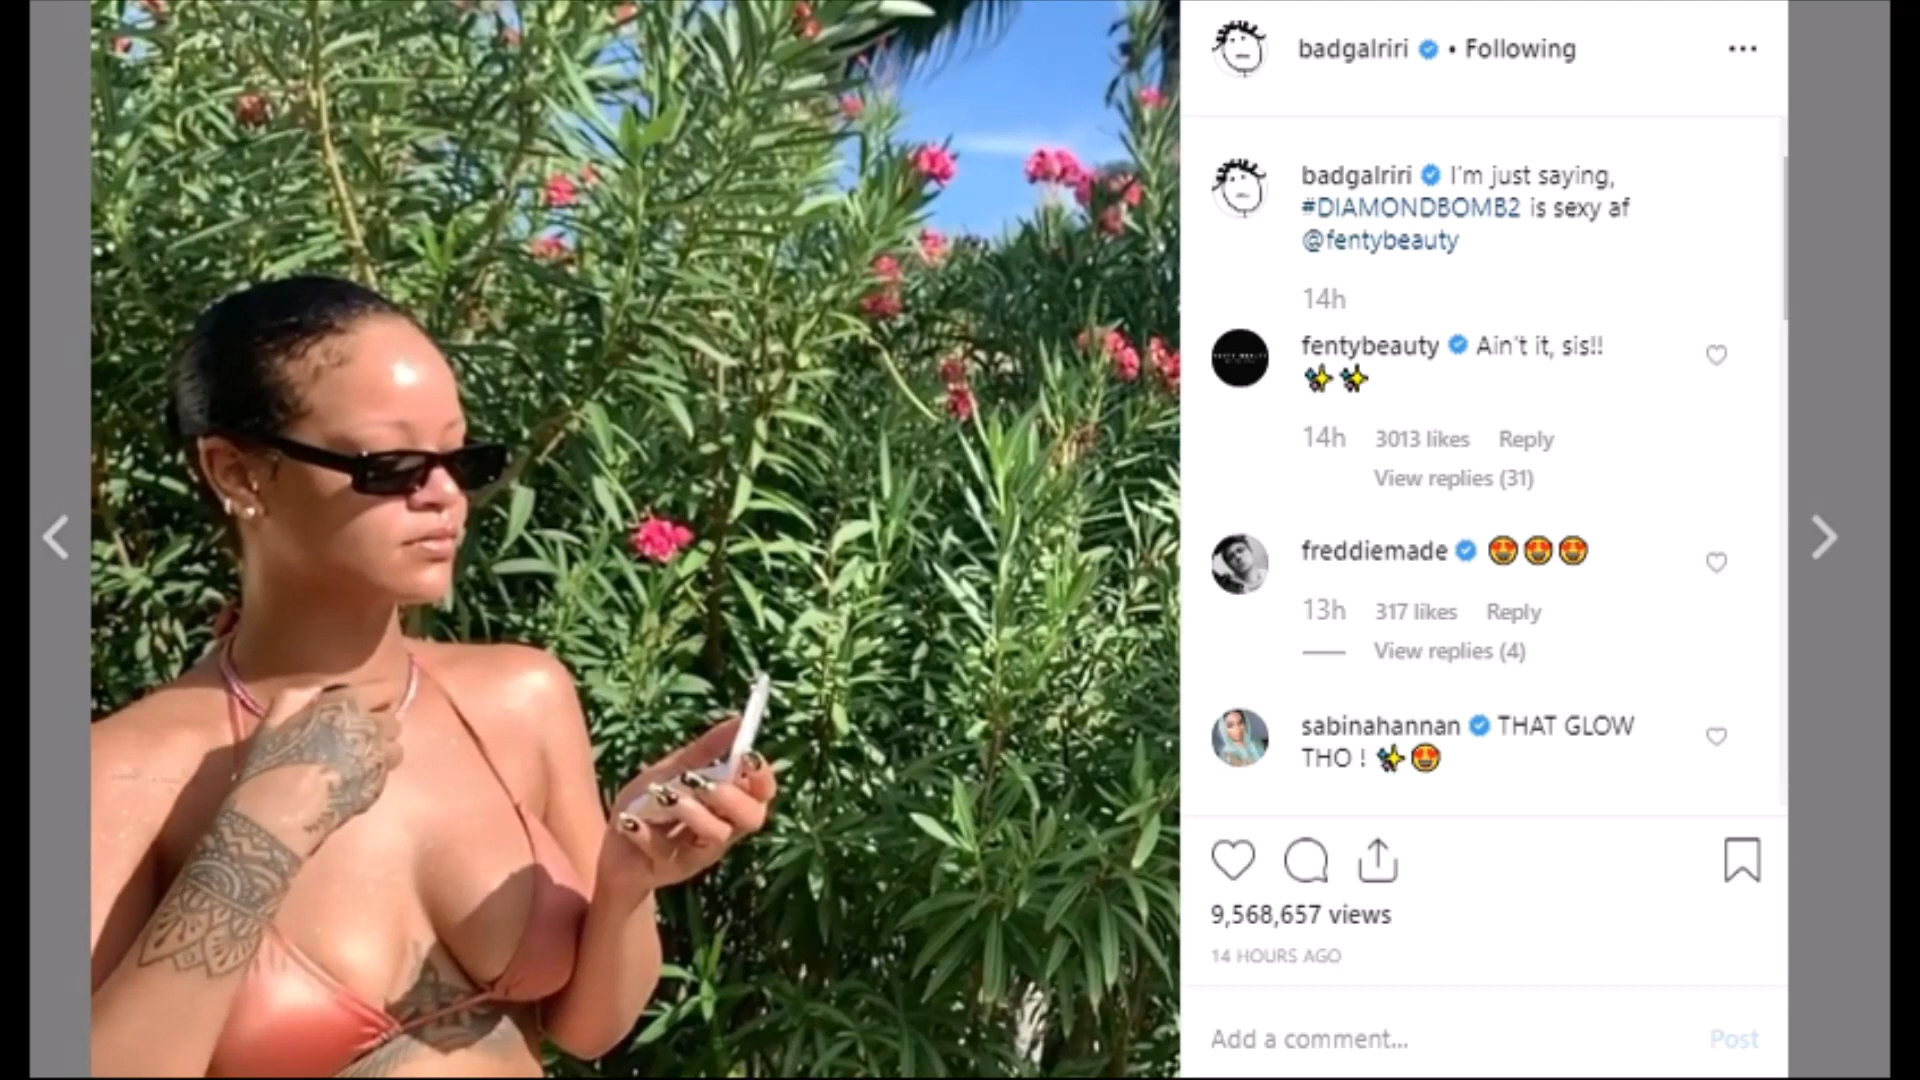 badgalriri • Following
badgalriri I'm just saying,
#DIAMONDBOMB2 is sexy af
@fentybeauty
14h
fentybeauty Ain't it, sis!!
✨✨
14h 3013 likes Reply
View replies (31)
freddiemade 😍😍😍
13h 317 likes Reply
View replies (4)
sabinahannan THAT GLOW
THO ! ✨😍
9,568,657 views
14 HOURS AGO
Add a comment... Post